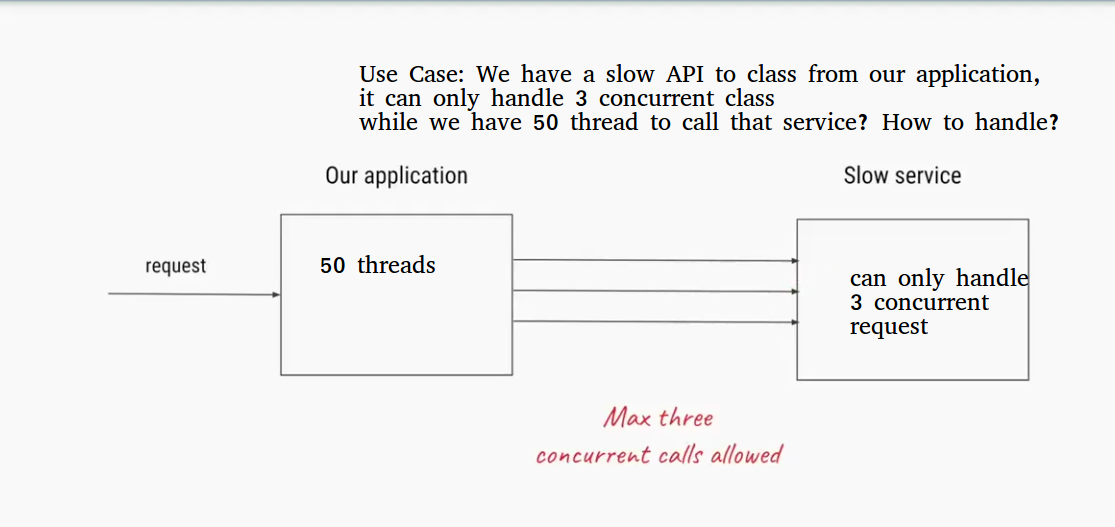 Use Case: We have a slow API to class from our application,
it can only handle 3 concurrent class
while we have 50 thread to call that service? How to handle?
Our application
Slow service
request
50 threads
can only handle
3 concurrent
request
Max three
concurrent calls allowed